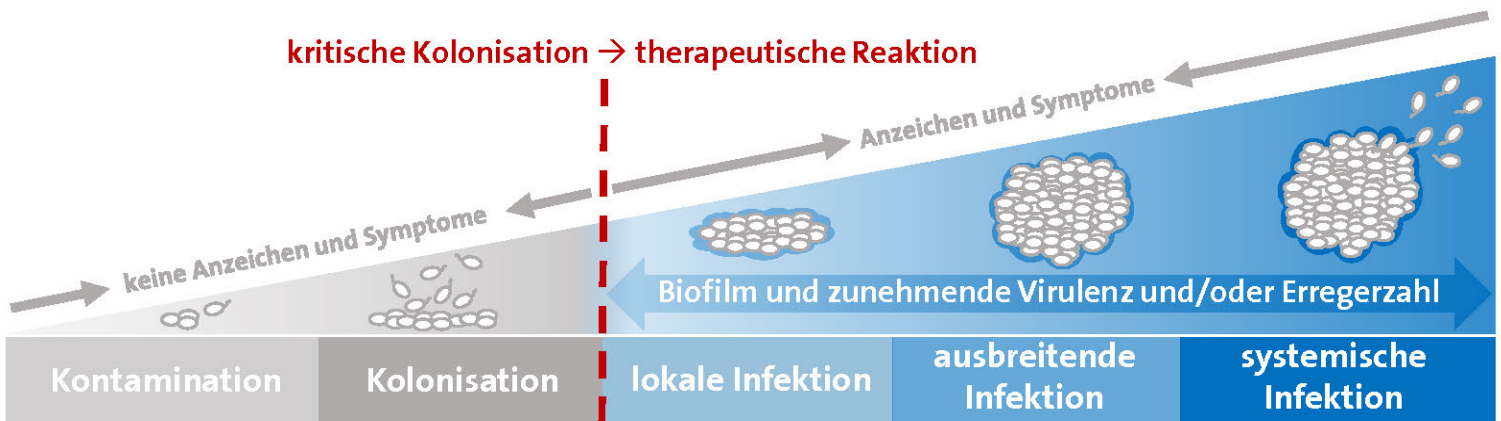 kritische Kolonisation → therapeutische Reaktion
keine Anzeichen und Symptome
Anzeichen und Symptome
Biofilm und zunehmende Virulenz und/oder Erregerzahl
Kontamination
Kolonisation
lokale Infektion
ausbreitende
Infektion
systemische
Infektion